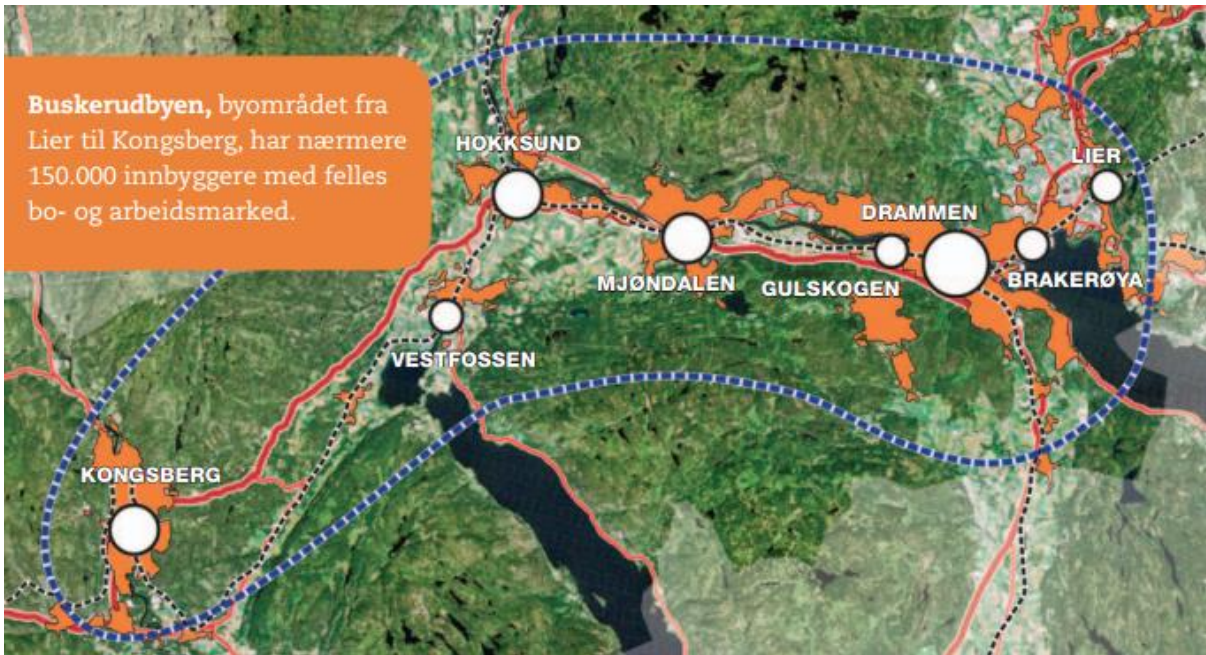 Buskerudbyen, byområdet fra
Lier til Kongsberg, har nærmere
150.000 innbyggere med felles
bo- og arbeidsmarked.
HOKKSUND
LIER
DRAMMEN
MJØNDALEN
GULSKOGEN
BRAKERØYA
VESTFOSSEN
KONGSBERG